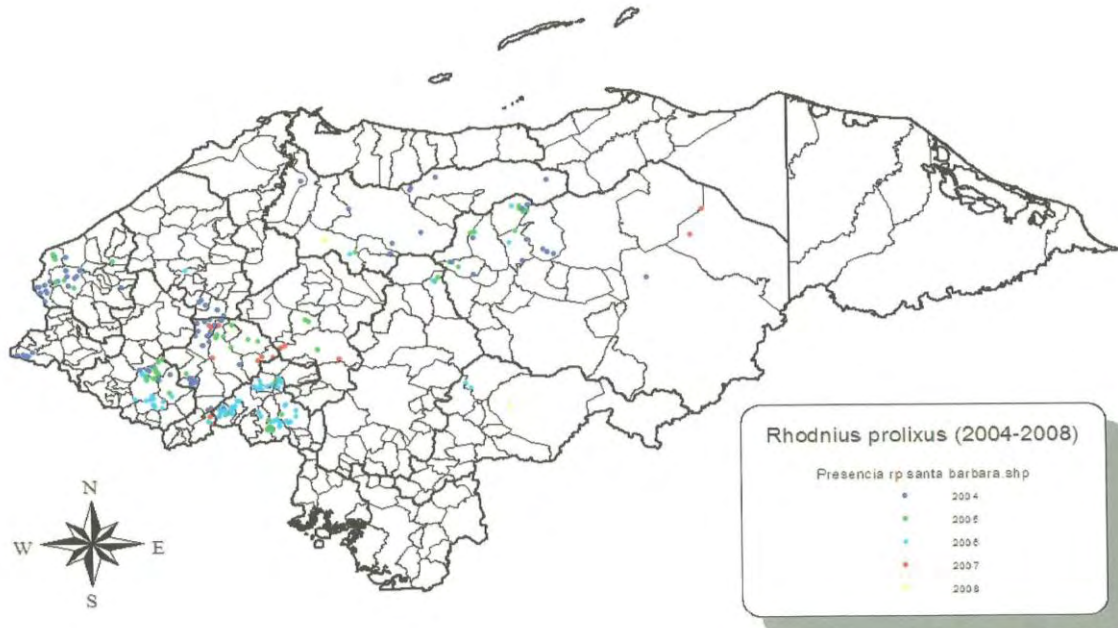 Rhodnius prolixus (2004-2008)
Presencia rp santa barbara.shp
2004
2005
2006
2007
2008
N
W E
S